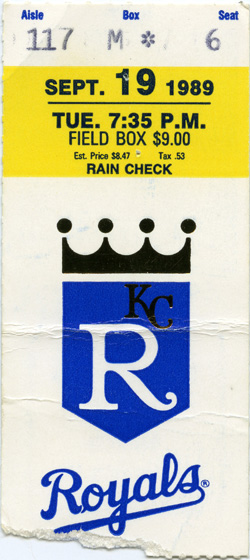 Aisle Box Seat
117 M * 6
SEPT. 19 1989
TUE. 7:35 P.M.
FIELD BOX $9.00
Est. Price $8.47 Tax .53
RAIN CHECK
KC
R
Royals®